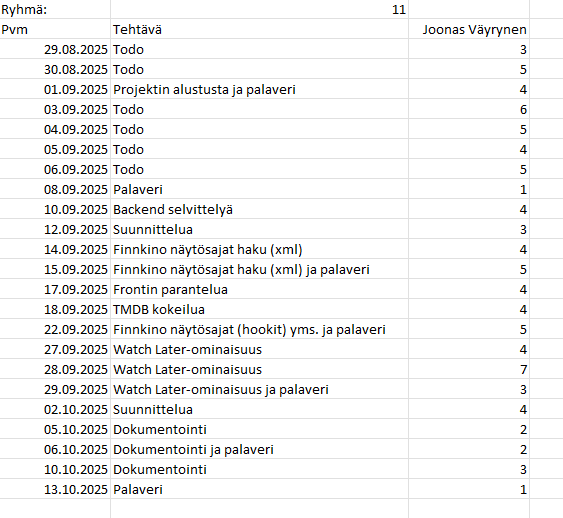 Ryhmä: 11
Pvm Tehtävä Joonas Väyrynen
29.08.2025 Todo 3
30.08.2025 Todo 5
01.09.2025 Projektin alustusta ja palaveri 4
03.09.2025 Todo 6
04.09.2025 Todo 5
05.09.2025 Todo 4
06.09.2025 Todo 5
08.09.2025 Palaveri 1
10.09.2025 Backend selvittelyä 4
12.09.2025 Suunnittelua 3
14.09.2025 Finnkino näytösajat haku (xml) 4
15.09.2025 Finnkino näytösajat haku (xml) ja palaveri 5
17.09.2025 Frontin parantelua 4
18.09.2025 TMDB kokeilua 4
22.09.2025 Finnkino näytösajat (hookit) yms. ja palaveri 5
27.09.2025 Watch Later-ominaisuus 4
28.09.2025 Watch Later-ominaisuus 7
29.09.2025 Watch Later-ominaisuus ja palaveri 3
02.10.2025 Suunnittelua 4
05.10.2025 Dokumentointi 2
06.10.2025 Dokumentointi ja palaveri 2
10.10.2025 Dokumentointi 3
13.10.2025 Palaveri 1